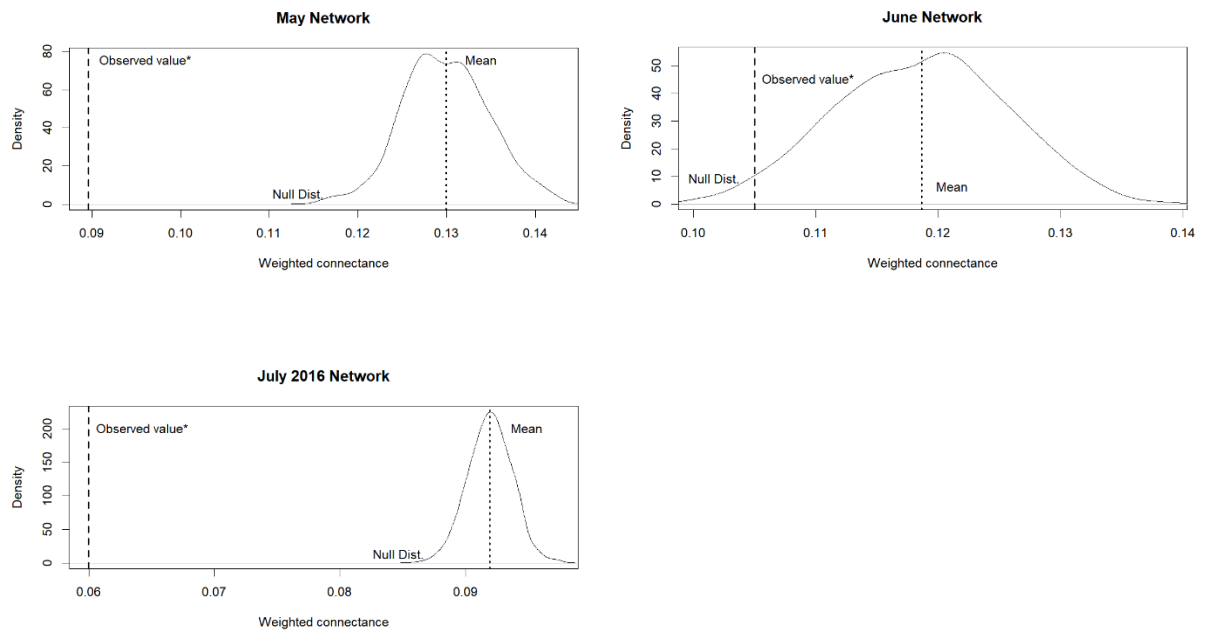 May Network
Density
80
60
40
20
0
Observed value*
Mean
Null Dist.
0.09 0.10 0.11 0.12 0.13 0.14
Weighted connectance
June Network
Density
50
40
30
20
10
0
Observed value*
Null Dist.
Mean
0.10 0.11 0.12 0.13 0.14
Weighted connectance
July 2016 Network
Density
200
150
100
50
0
Observed value*
Mean
Null Dist.
0.06 0.07 0.08 0.09
Weighted connectance